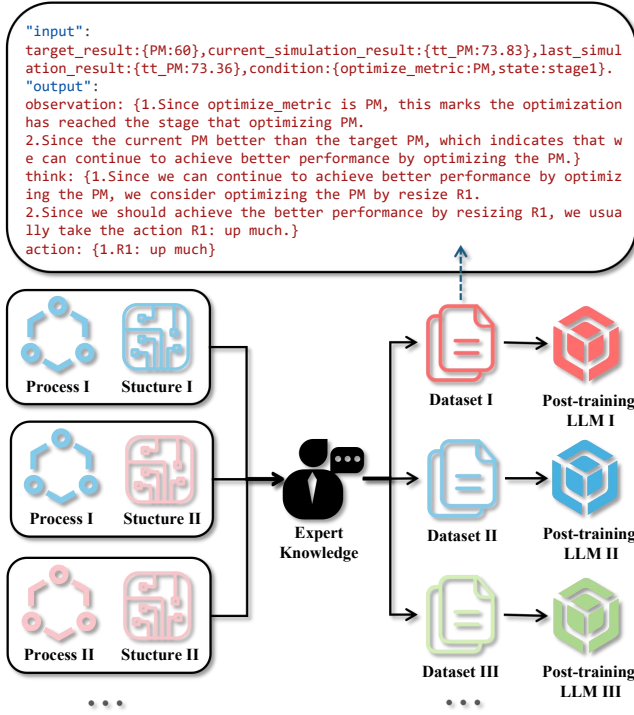 "input":
target_result:{PM:60},current_simulation_result:{tt_PM:73.83},last_simul
ation_result:{tt_PM:73.36},condition:{optimize_metric:PM,state:stage1}.
"output":
observation: {1.Since optimize_metric is PM, this marks the optimization
has reached the stage that optimizing PM.
2.Since the current PM better than the target PM, which indicates that w
e can continue to achieve better performance by optimizing the PM.}
think: {1.Since we can continue to achieve better performance by optimiz
ing the PM, we consider optimizing the PM by resize R1.
2.Since we should achieve the better performance by resizing R1, we usua
lly take the action R1: up much.}
action: {1.R1: up much}
Process I
Stucture I
Dataset I
Post-training
LLM I
Process I
Stucture II
Expert
Knowledge
Dataset II
Post-training
LLM II
Process II
Stucture II
Dataset III
Post-training
LLM III
...
...